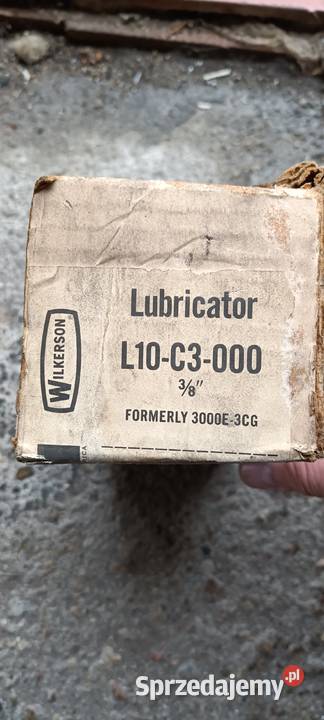 Lubricator
WILKERSON
L10-C3-000
3/8"
FORMERLY 3000E-3CG
Sprzedajemy.pl